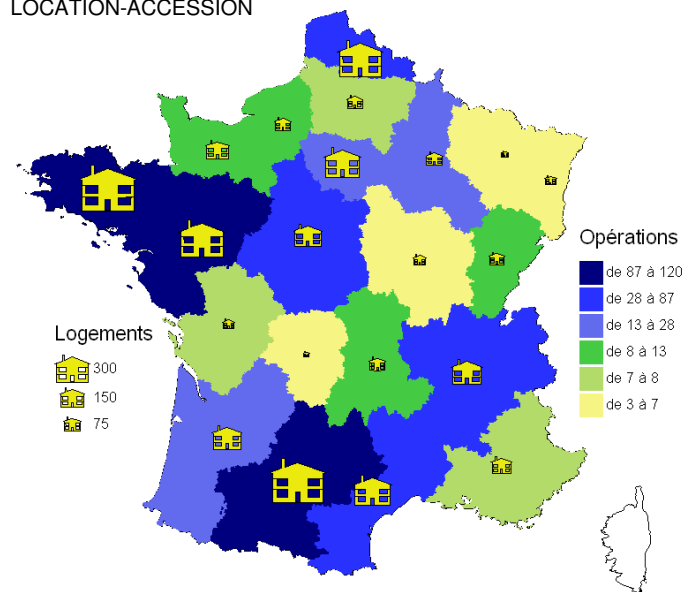 LOCATION-ACCESSION
Opérations
de 87 à 120
de 28 à 87
de 13 à 28
de 8 à 13
de 7 à 8
de 3 à 7
Logements
300
150
75